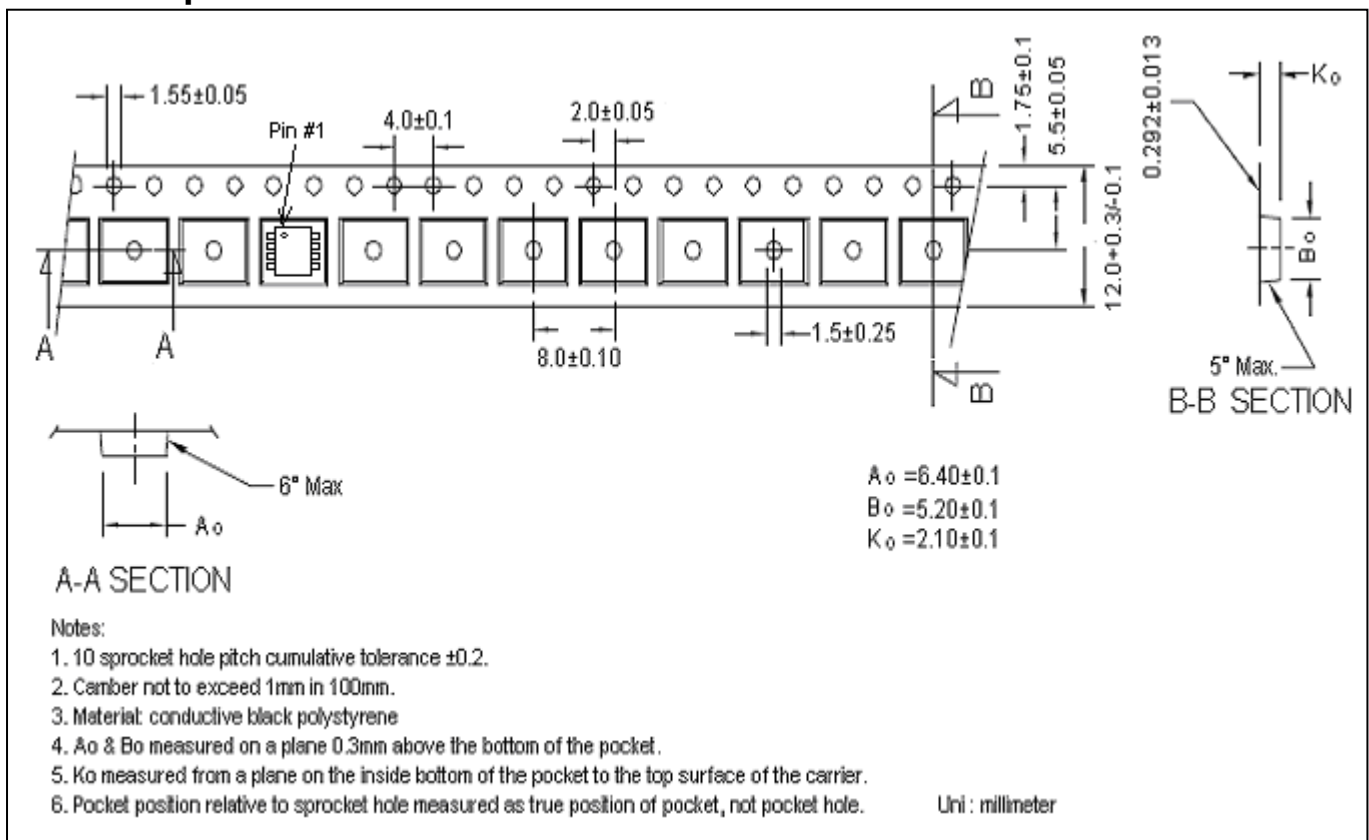 1.55±0.05
Pin #1
4.0±0.1
2.0±0.05
B
1.75±0.1
5.5±0.05
12.0+0.3/-0.1
0.292±0.013
Ko
Bo
5° Max.
B-B SECTION
A
A
8.0±0.10
1.5±0.25
B
6° Max
Ao
A-A SECTION
Ao =6.40±0.1
Bo =5.20±0.1
Ko =2.10±0.1
Notes:
1. 10 sprocket hole pitch cumulative tolerance ±0.2.
2. Camber not to exceed 1mm in 100mm.
3. Material: conductive black polystyrene
4. Ao & Bo measured on a plane 0.3mm above the bottom of the pocket.
5. Ko measured from a plane on the inside bottom of the pocket to the top surface of the carrier.
6. Pocket position relative to sprocket hole measured as true position of pocket, not pocket hole.
Uni : millimeter